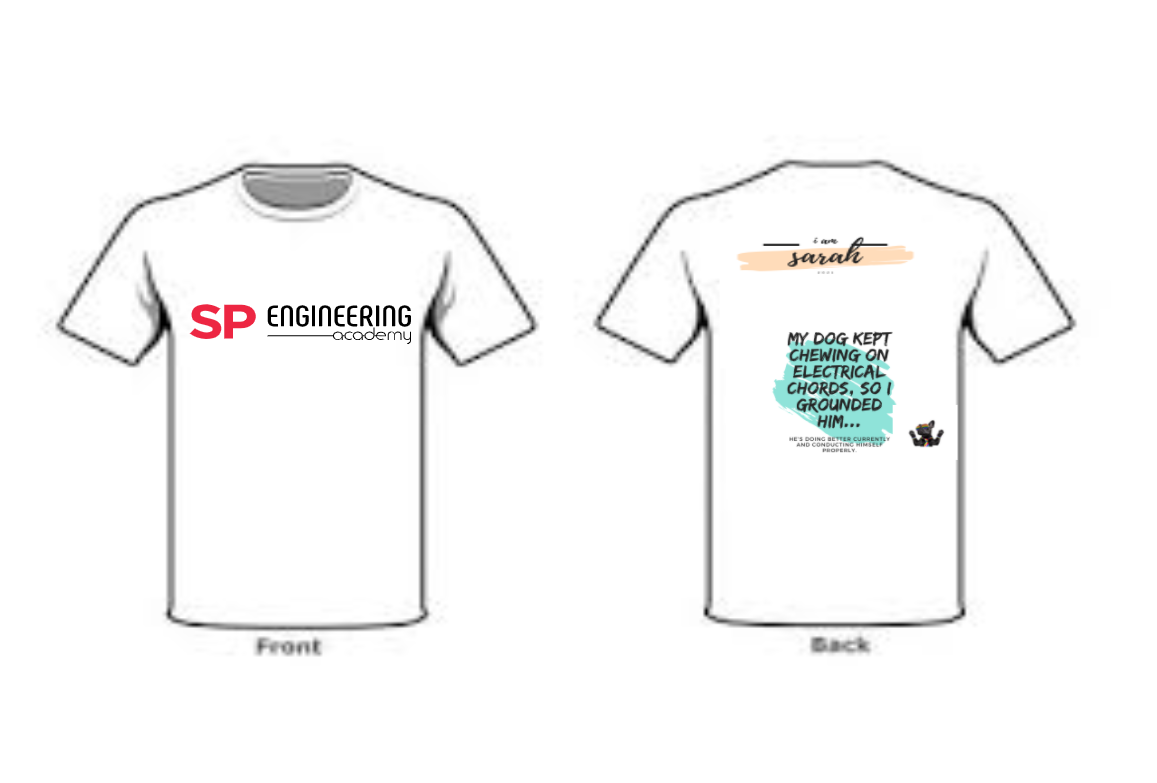 SP ENGINEERING
academy
i am
sarah
MY DOG KEPT
CHEWING ON
ELECTRICAL
CHORDS, SO I
GROUNDED
HIM...
HE'S DOING BETTER CURRENTLY
AND CONDUCTING HIMSELF
PROPERLY.
Front
Back